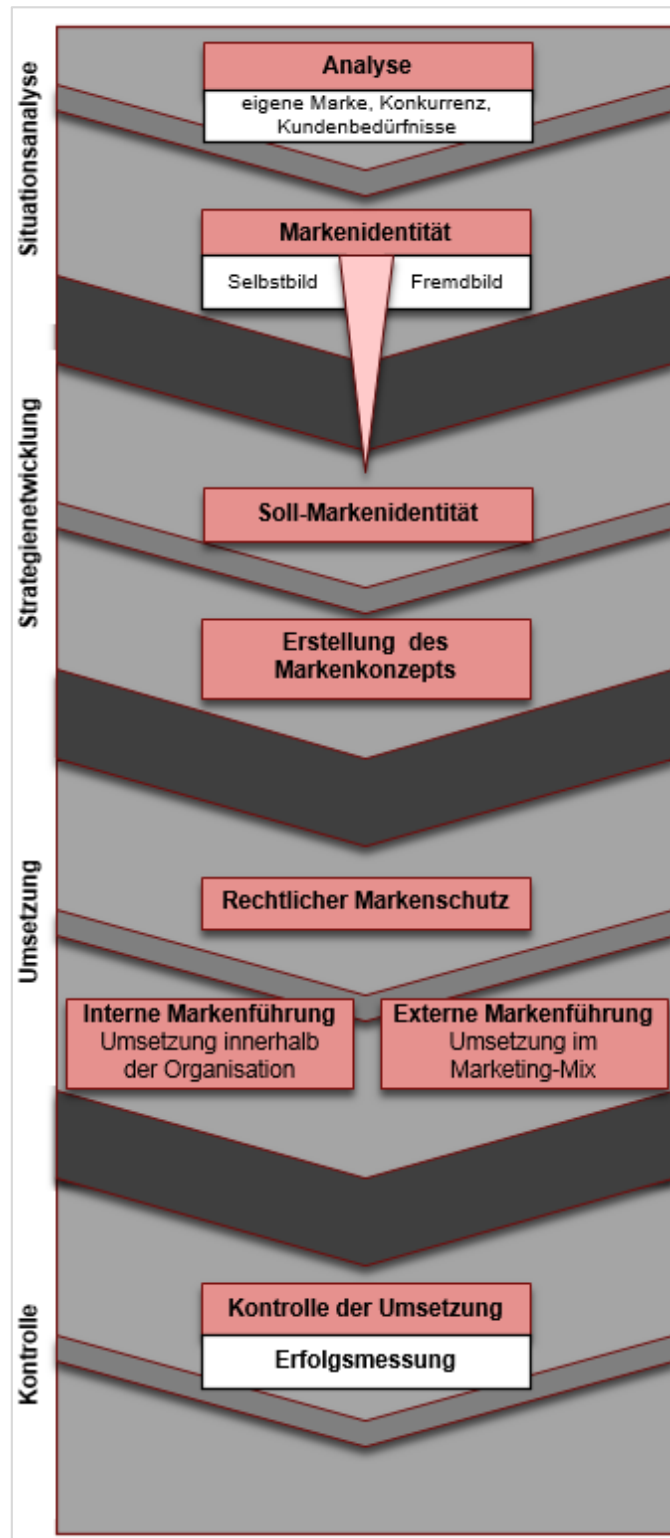 Situationsanalyse
Analyse
eigene Marke, Konkurrenz,
Kundenbedürfnisse
Markenidentität
Selbstbild
Fremdbild
Strategienetwicklung
Soll-Markenidentität
Erstellung des
Markenkonzepts
Umsetzung
Rechtlicher Markenschutz
Interne Markenführung
Umsetzung innerhalb
der Organisation
Externe Markenführung
Umsetzung im
Marketing-Mix
Kontrolle
Kontrolle der Umsetzung
Erfolgsmessung